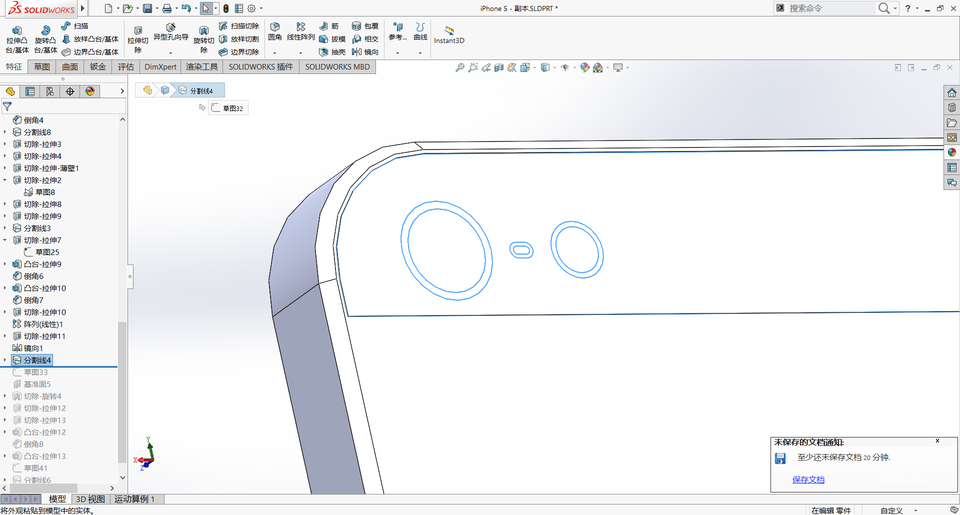 SOLIDWORKS
iPhone 5 - 副本.SLDPRT *
搜索命令
拉伸凸台/基体
旋转凸台/基体
扫描
放样凸台/基体
边界凸台/基体
拉伸切除
异型孔向导
旋转切除
扫描切除
放样切割
边界切除
圆角
线性阵列
筋
拔模
抽壳
包覆
相交
镜向
参考...
曲线
Instant3D
特征 草图 曲面 钣金 评估 DimXpert 渲染工具 SOLIDWORKS 插件 SOLIDWORKS MBD
分割线4
草图32
倒角4
分割线8
切除-拉伸3
切除-拉伸4
切除-拉伸-薄壁1
切除-拉伸2
草图8
切除-拉伸8
切除-拉伸9
分割线3
切除-拉伸7
草图25
凸台-拉伸9
倒角6
凸台-拉伸10
倒角7
切除-拉伸10
阵列(线性)1
切除-拉伸11
镜向1
分割线4
草图33
基准面5
切除-旋转4
切除-拉伸12
切除-拉伸13
凸台-拉伸12
倒角8
凸台-拉伸13
草图41
分割线6
Y
X
Z
未保存的文档通知:
x
至少还未保存文档 20 分钟.
保存文档
模型 3D 视图 运动算例 1
将外观粘贴到模型中的实体。
在编辑 零件
自定义